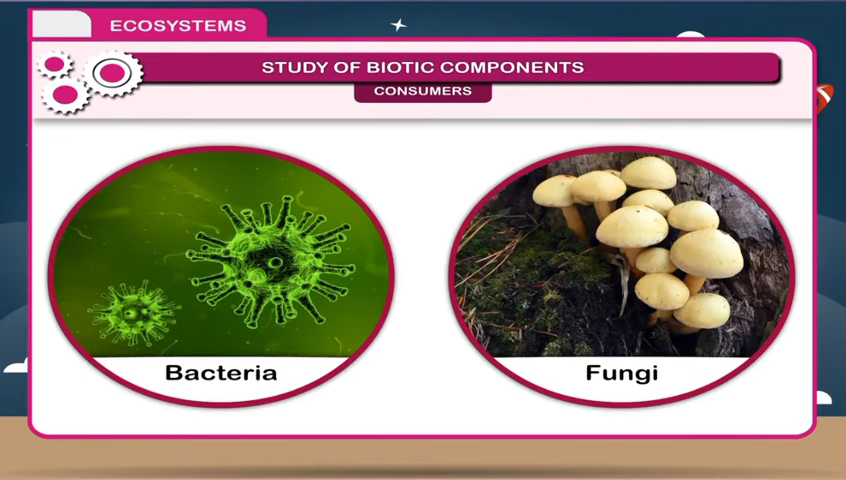 ECOSYSTEMS
STUDY OF BIOTIC COMPONENTS
CONSUMERS
Bacteria
Fungi